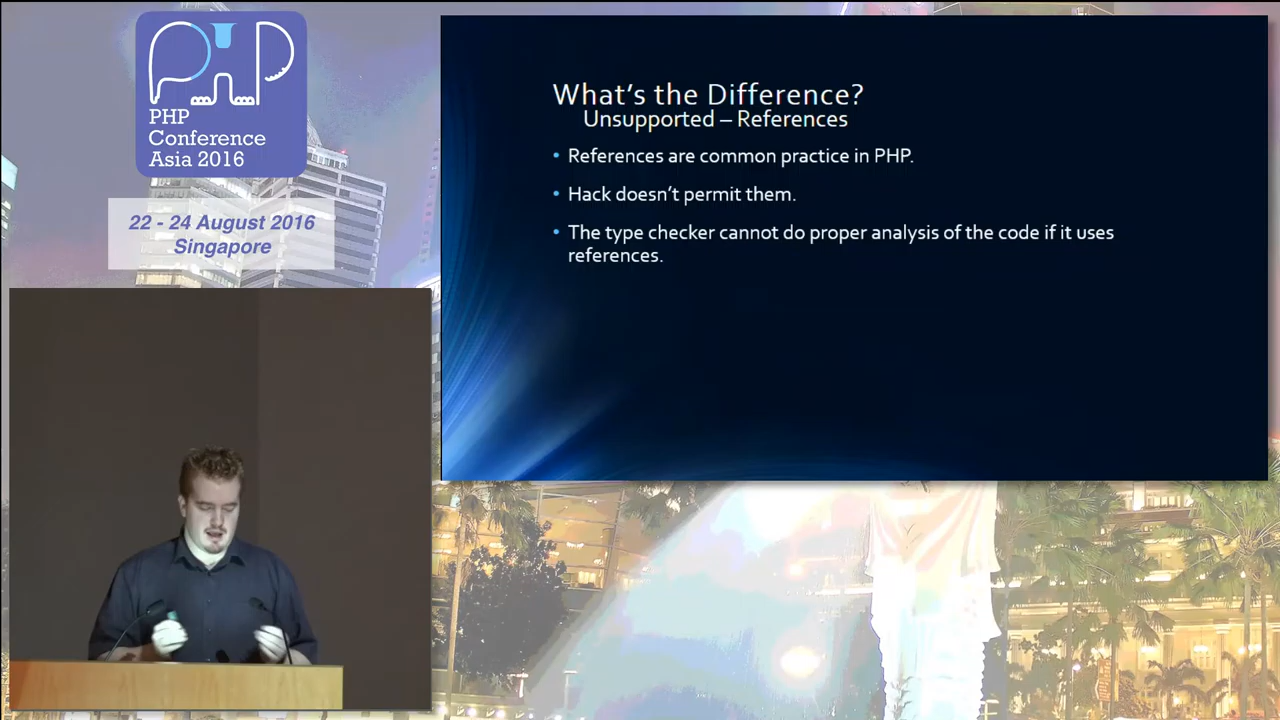 PHP
PHP
Conference
Asia 2016
22 - 24 August 2016
Singapore
What's the Difference?
Unsupported – References
• References are common practice in PHP.
• Hack doesn't permit them.
• The type checker cannot do proper analysis of the code if it uses
references.